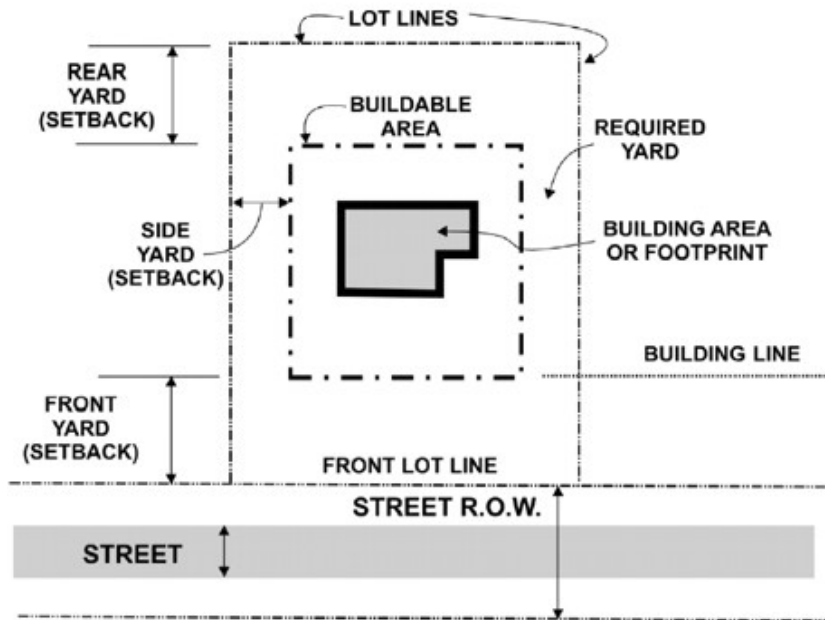 LOT LINES
REAR
YARD
(SETBACK)
BUILDABLE
AREA
REQUIRED
YARD
SIDE
YARD
(SETBACK)
BUILDING AREA
OR FOOTPRINT
BUILDING LINE
FRONT
YARD
(SETBACK)
FRONT LOT LINE
STREET R.O.W.
STREET